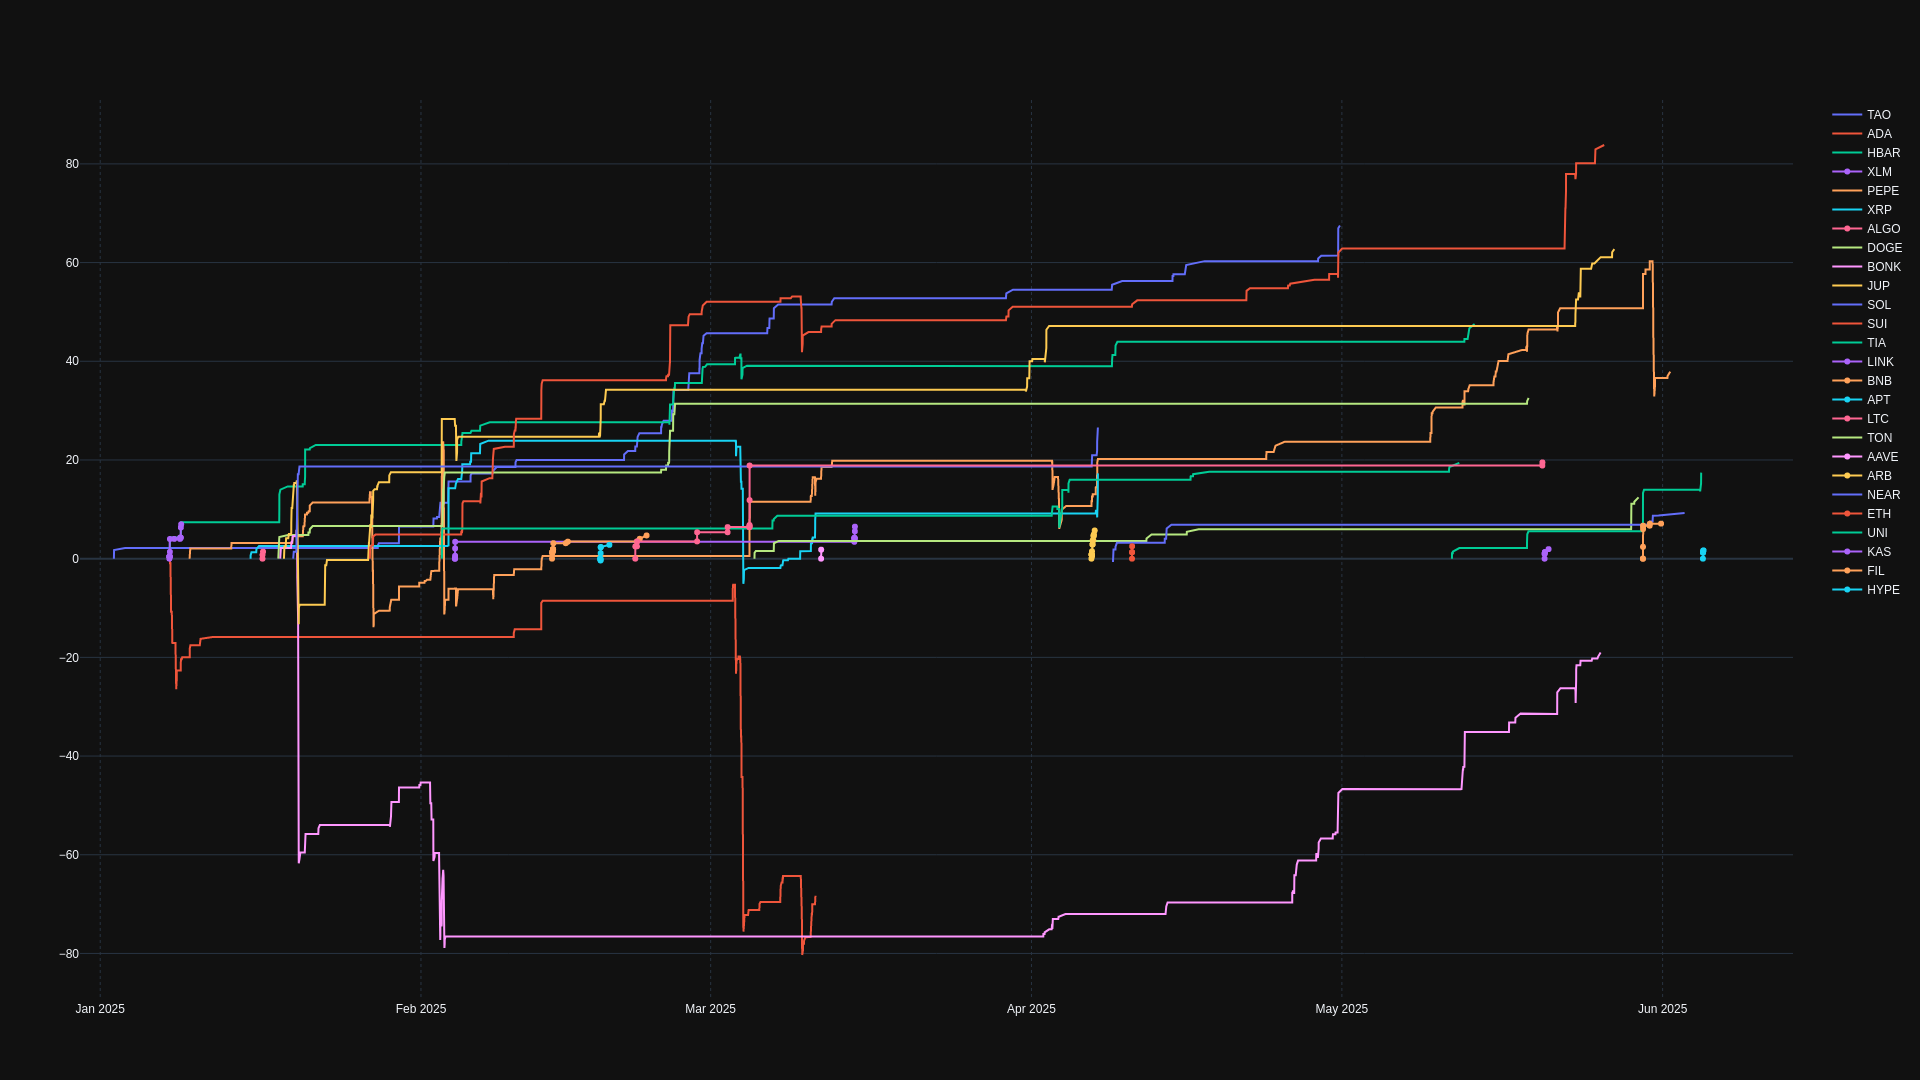 80
60
40
20
0
−20
−40
−60
−80
Jan 2025
Feb 2025
Mar 2025
Apr 2025
May 2025
Jun 2025
TAO
ADA
HBAR
XLM
PEPE
XRP
ALGO
DOGE
BONK
JUP
SOL
SUI
TIA
LINK
BNB
APT
LTC
TON
AAVE
ARB
NEAR
ETH
UNI
KAS
FIL
HYPE